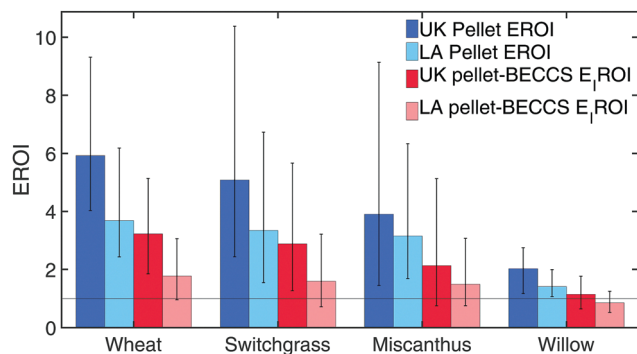 10
8
6
4
2
0
EROI
UK Pellet EROI
LA Pellet EROI
UK pellet-BECCS E_IROI
LA pellet-BECCS E_IROI
Wheat Switchgrass Miscanthus Willow